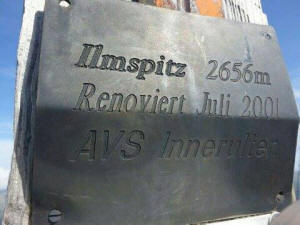 Ilmspitz 2656m
Renoviert Juli 2001
AVS Innerulten